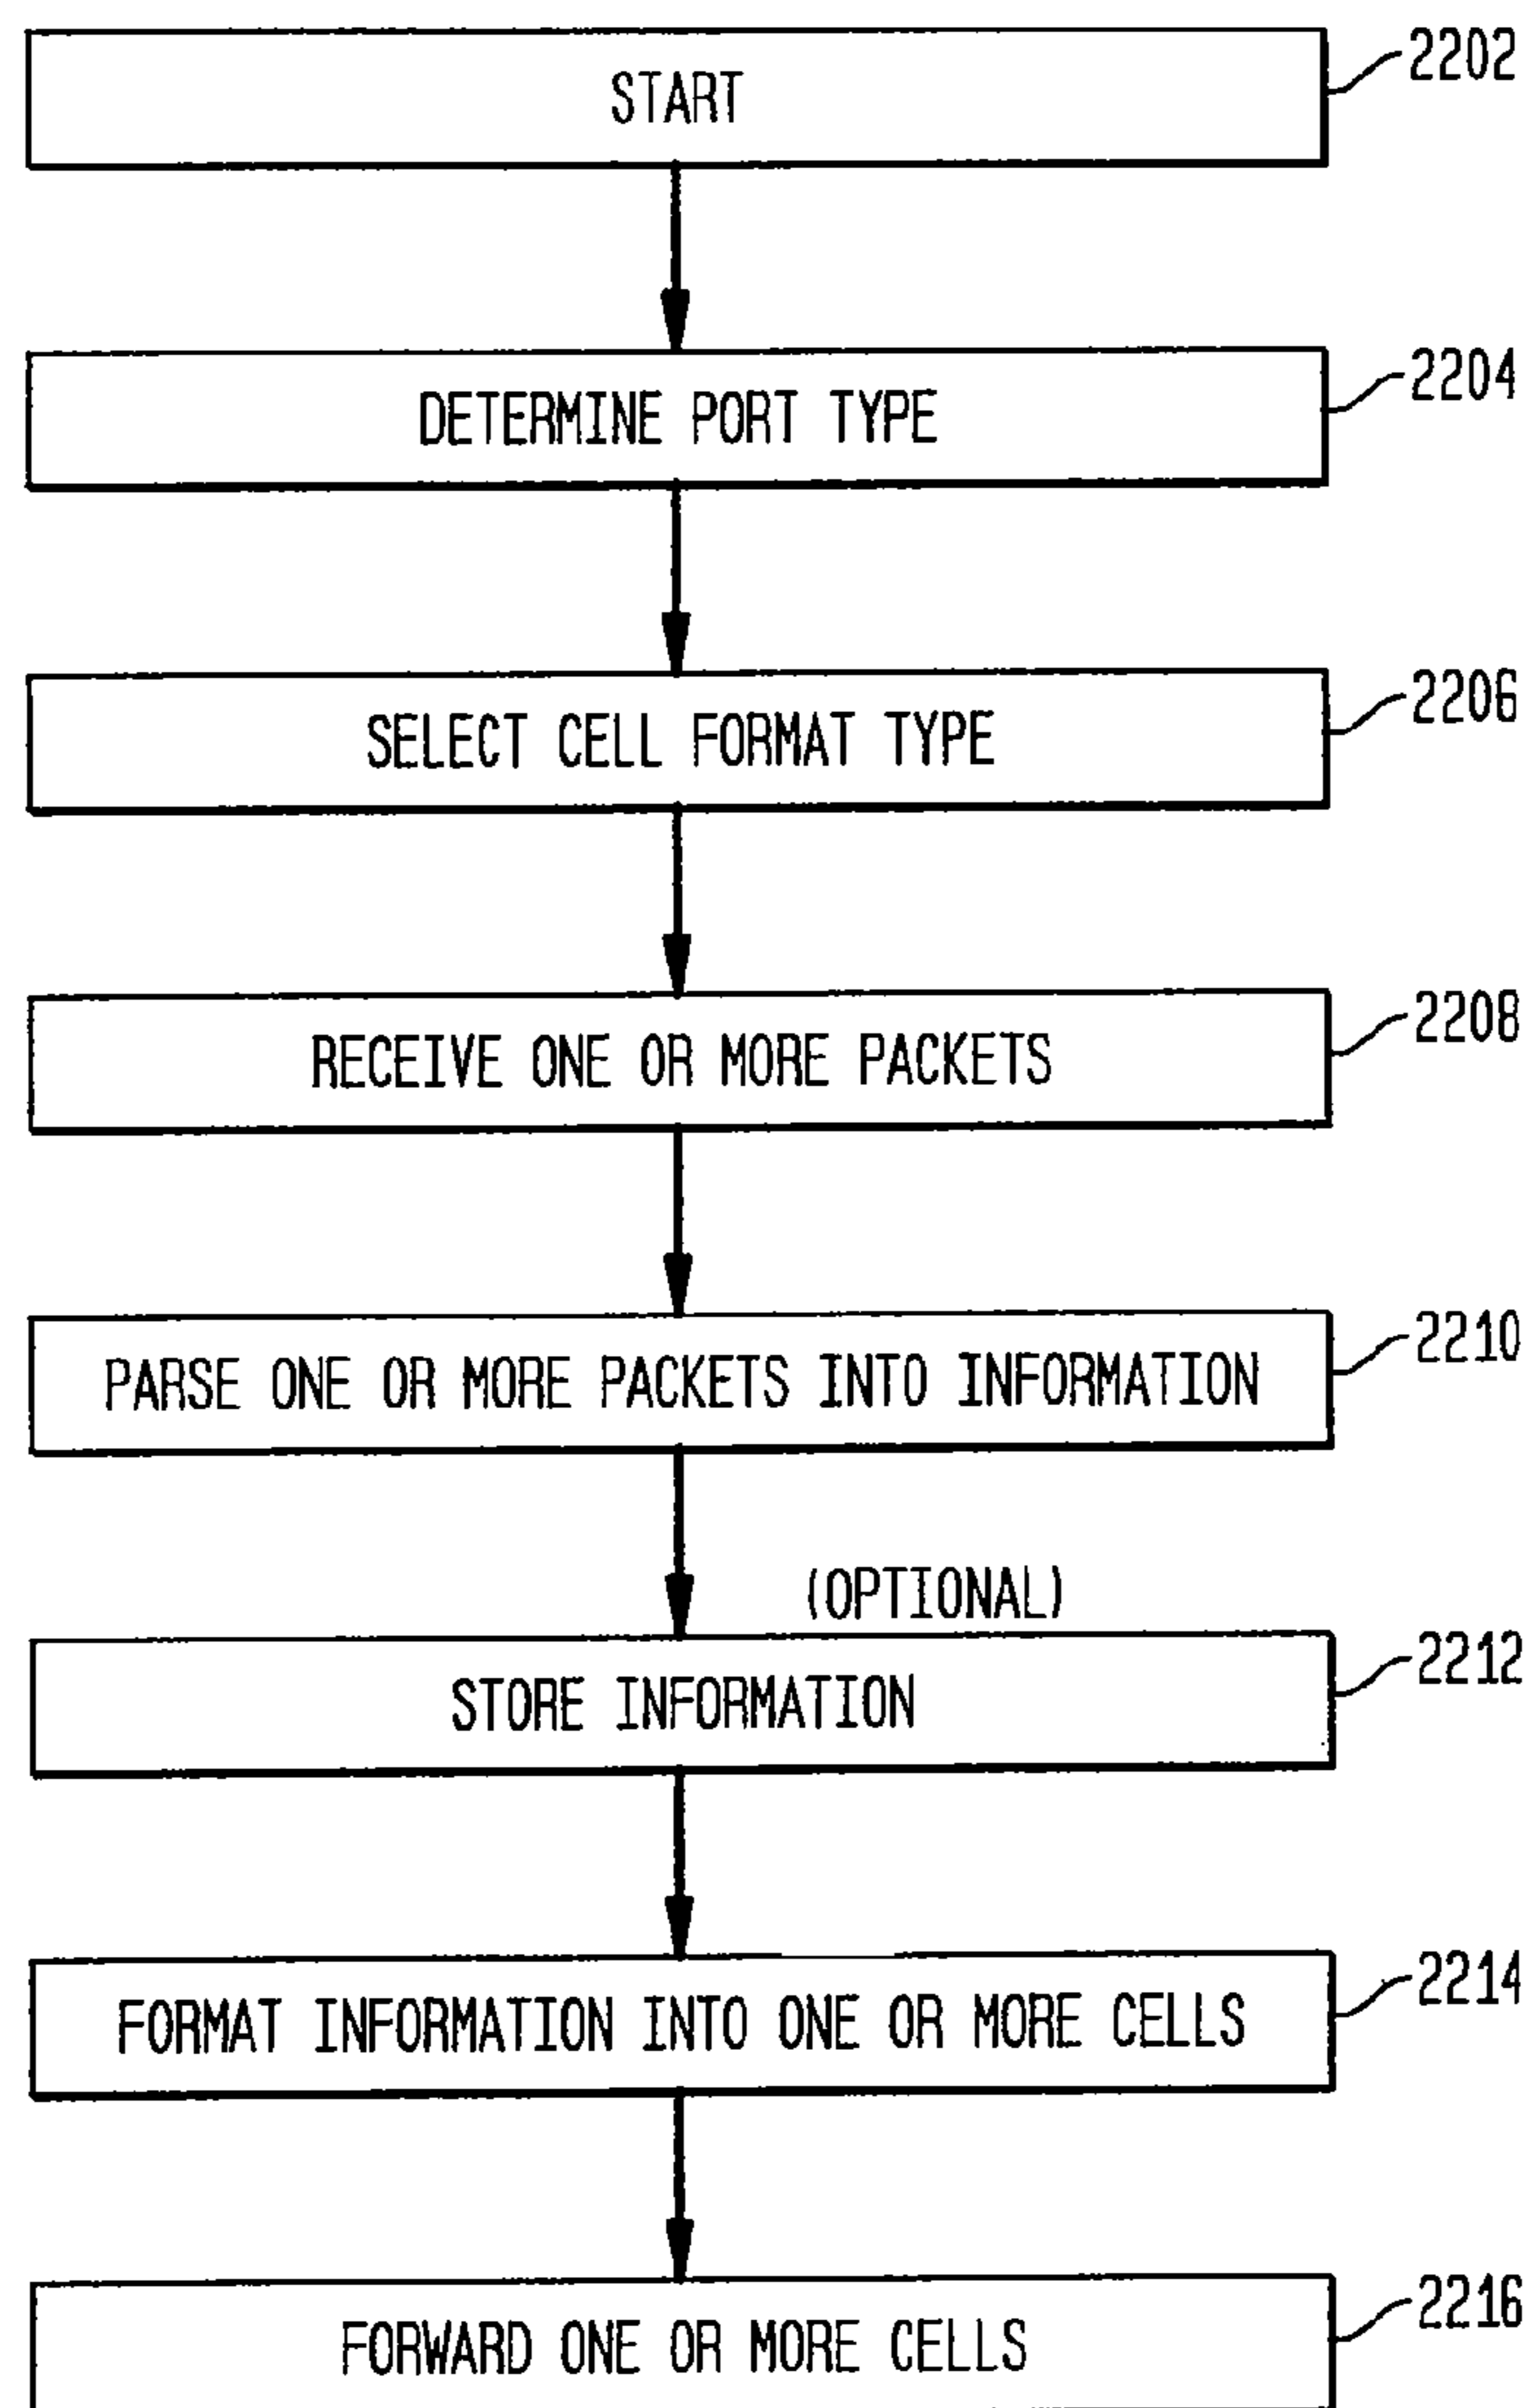 START
2202
DETERMINE PORT TYPE
2204
SELECT CELL FORMAT TYPE
2206
RECEIVE ONE OR MORE PACKETS
2208
PARSE ONE OR MORE PACKETS INTO INFORMATION
2210
(OPTIONAL)
STORE INFORMATION
2212
FORMAT INFORMATION INTO ONE OR MORE CELLS
2214
FORWARD ONE OR MORE CELLS
2216